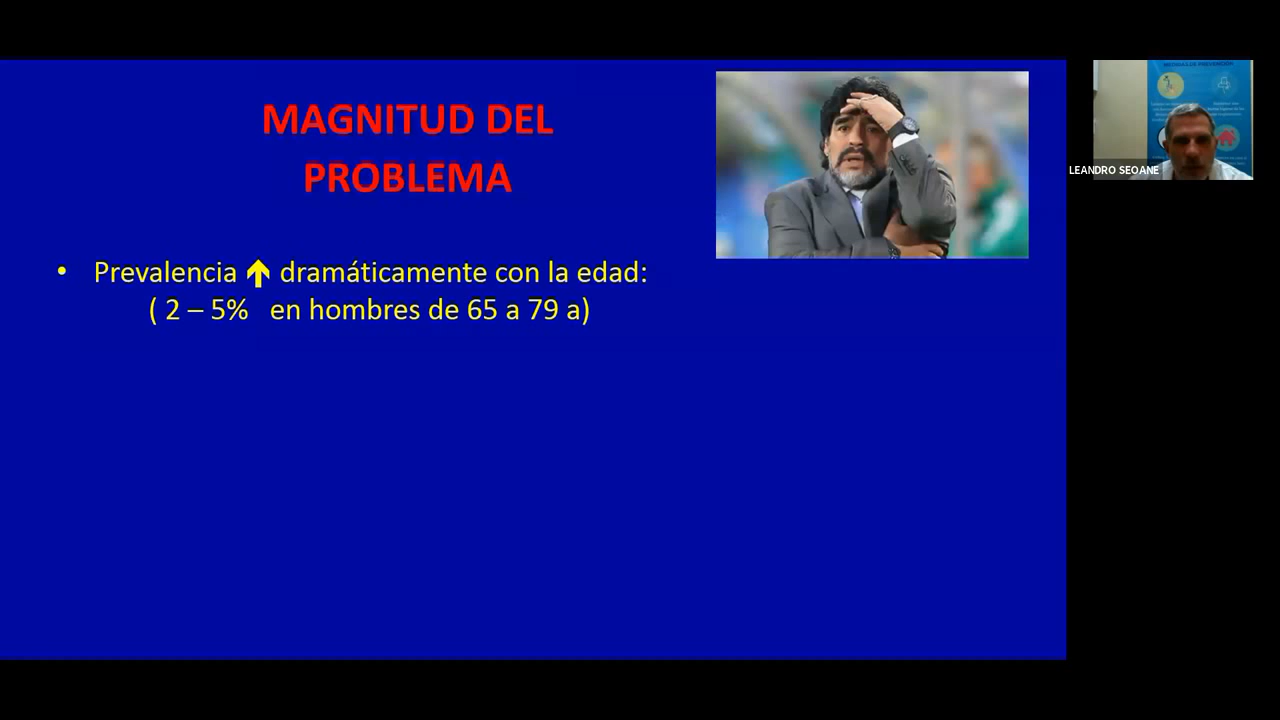 MAGNITUD DEL
PROBLEMA
• Prevalencia ↑ dramáticamente con la edad:
( 2 – 5% en hombres de 65 a 79 a)
LEANDRO SEOANE